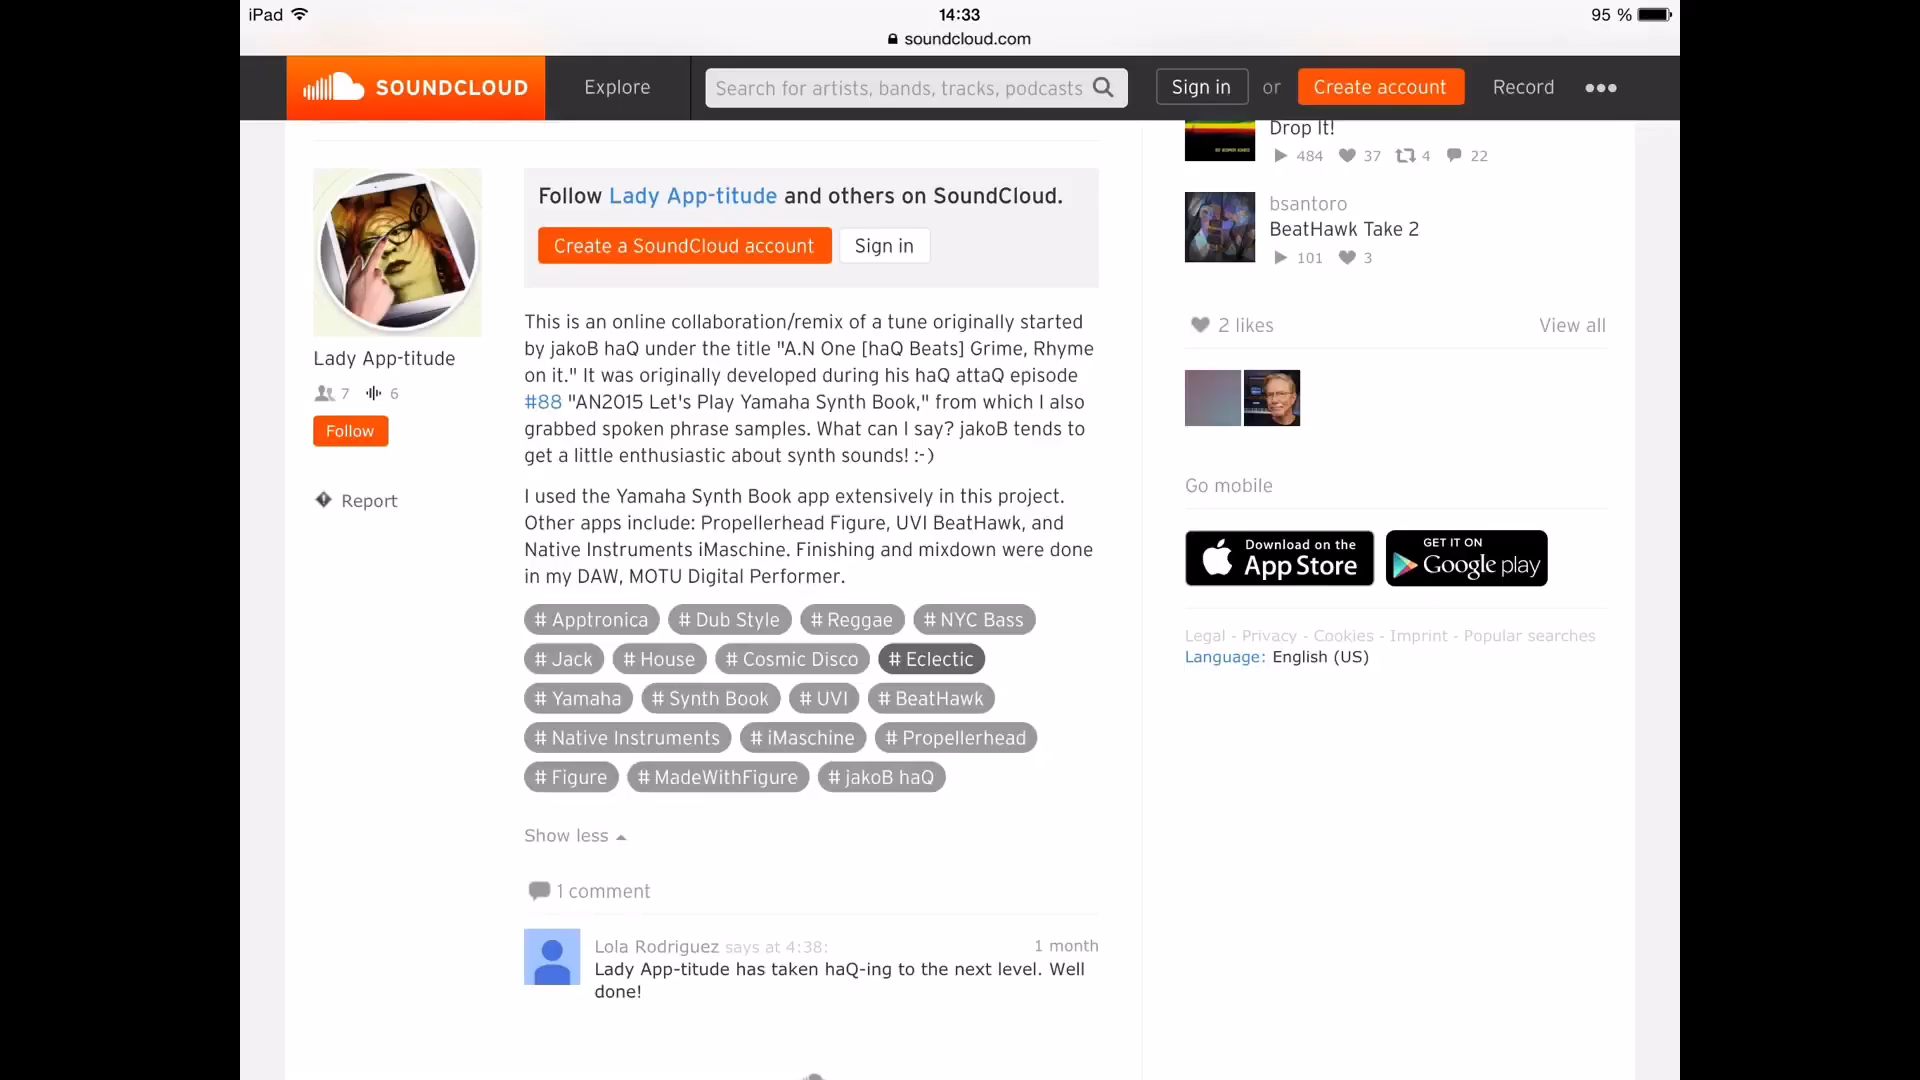 iPad 14:33 95 %
soundcloud.com
SOUNDCLOUD Explore Search for artists, bands, tracks, podcasts Sign in or Create account Record
Follow Lady App-titude and others on SoundCloud.
Create a SoundCloud account Sign in
Lady App-titude
7 6
Follow
Report
This is an online collaboration/remix of a tune originally started
by jakoB haQ under the title "A.N One [haQ Beats] Grime, Rhyme
on it." It was originally developed during his haQ attaQ episode
#88 "AN2015 Let's Play Yamaha Synth Book," from which I also
grabbed spoken phrase samples. What can I say? jakoB tends to
get a little enthusiastic about synth sounds! :-)
I used the Yamaha Synth Book app extensively in this project.
Other apps include: Propellerhead Figure, UVI BeatHawk, and
Native Instruments iMaschine. Finishing and mixdown were done
in my DAW, MOTU Digital Performer.
# Apptronica # Dub Style # Reggae # NYC Bass
# Jack # House # Cosmic Disco # Eclectic
# Yamaha # Synth Book # UVI # BeatHawk
# Native Instruments # iMaschine # Propellerhead
# Figure # MadeWithFigure # jakoB haQ
Show less
1 comment
Lola Rodriguez says at 4:38: 1 month
Lady App-titude has taken haQ-ing to the next level. Well
done!
Drop It!
484 37 4 22
bsantoro
BeatHawk Take 2
101 3
2 likes View all
Go mobile
Download on the App Store
GET IT ON Google play
Legal - Privacy - Cookies - Imprint - Popular searches
Language: English (US)